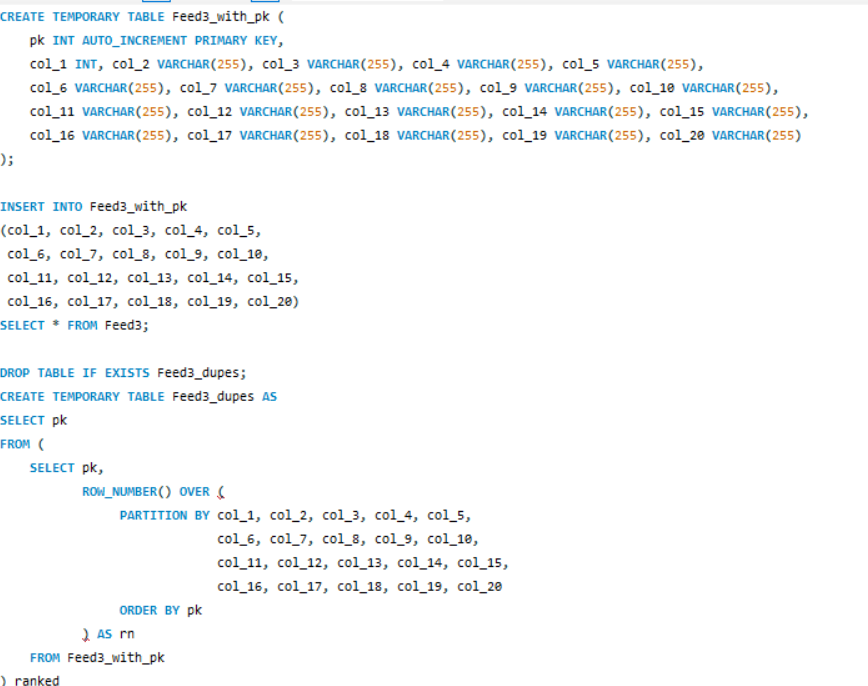 CREATE TEMPORARY TABLE Feed3_with_pk (
    pk INT AUTO_INCREMENT PRIMARY KEY,
    col_1 INT, col_2 VARCHAR(255), col_3 VARCHAR(255), col_4 VARCHAR(255), col_5 VARCHAR(255),
    col_6 VARCHAR(255), col_7 VARCHAR(255), col_8 VARCHAR(255), col_9 VARCHAR(255), col_10 VARCHAR(255),
    col_11 VARCHAR(255), col_12 VARCHAR(255), col_13 VARCHAR(255), col_14 VARCHAR(255), col_15 VARCHAR(255),
    col_16 VARCHAR(255), col_17 VARCHAR(255), col_18 VARCHAR(255), col_19 VARCHAR(255), col_20 VARCHAR(255)
);

INSERT INTO Feed3_with_pk
(col_1, col_2, col_3, col_4, col_5,
 col_6, col_7, col_8, col_9, col_10,
 col_11, col_12, col_13, col_14, col_15,
 col_16, col_17, col_18, col_19, col_20)
SELECT * FROM Feed3;

DROP TABLE IF EXISTS Feed3_dupes;
CREATE TEMPORARY TABLE Feed3_dupes AS
SELECT pk
FROM (
    SELECT pk,
           ROW_NUMBER() OVER (
                PARTITION BY col_1, col_2, col_3, col_4, col_5,
                             col_6, col_7, col_8, col_9, col_10,
                             col_11, col_12, col_13, col_14, col_15,
                             col_16, col_17, col_18, col_19, col_20
                ORDER BY pk
           ) AS rn
    FROM Feed3_with_pk
) ranked